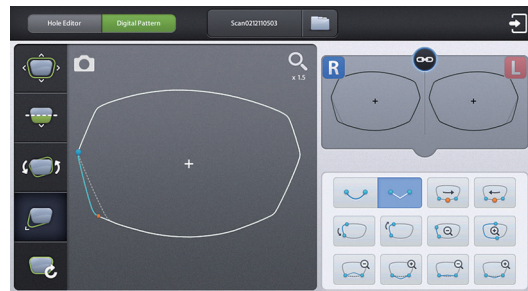 Hole Editor
Digital Pattern
Scan0212110503
x 1.5
R
L